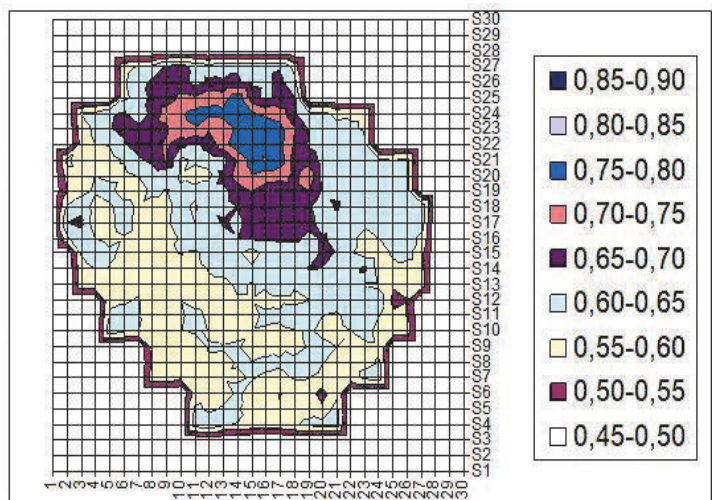 S30
S29
S28
S27
S26
S25
S24
S23
S22
S21
S20
S19
S18
S17
S16
S15
S14
S13
S12
S11
S10
S9
S8
S7
S6
S5
S4
S3
S2
S1
1 2 3 4 5 6 7 8 9 10 11 12 13 14 15 16 17 18 19 20 21 22 23 24 25 26 27 28 29 30
0,85-0,90
0,80-0,85
0,75-0,80
0,70-0,75
0,65-0,70
0,60-0,65
0,55-0,60
0,50-0,55
0,45-0,50